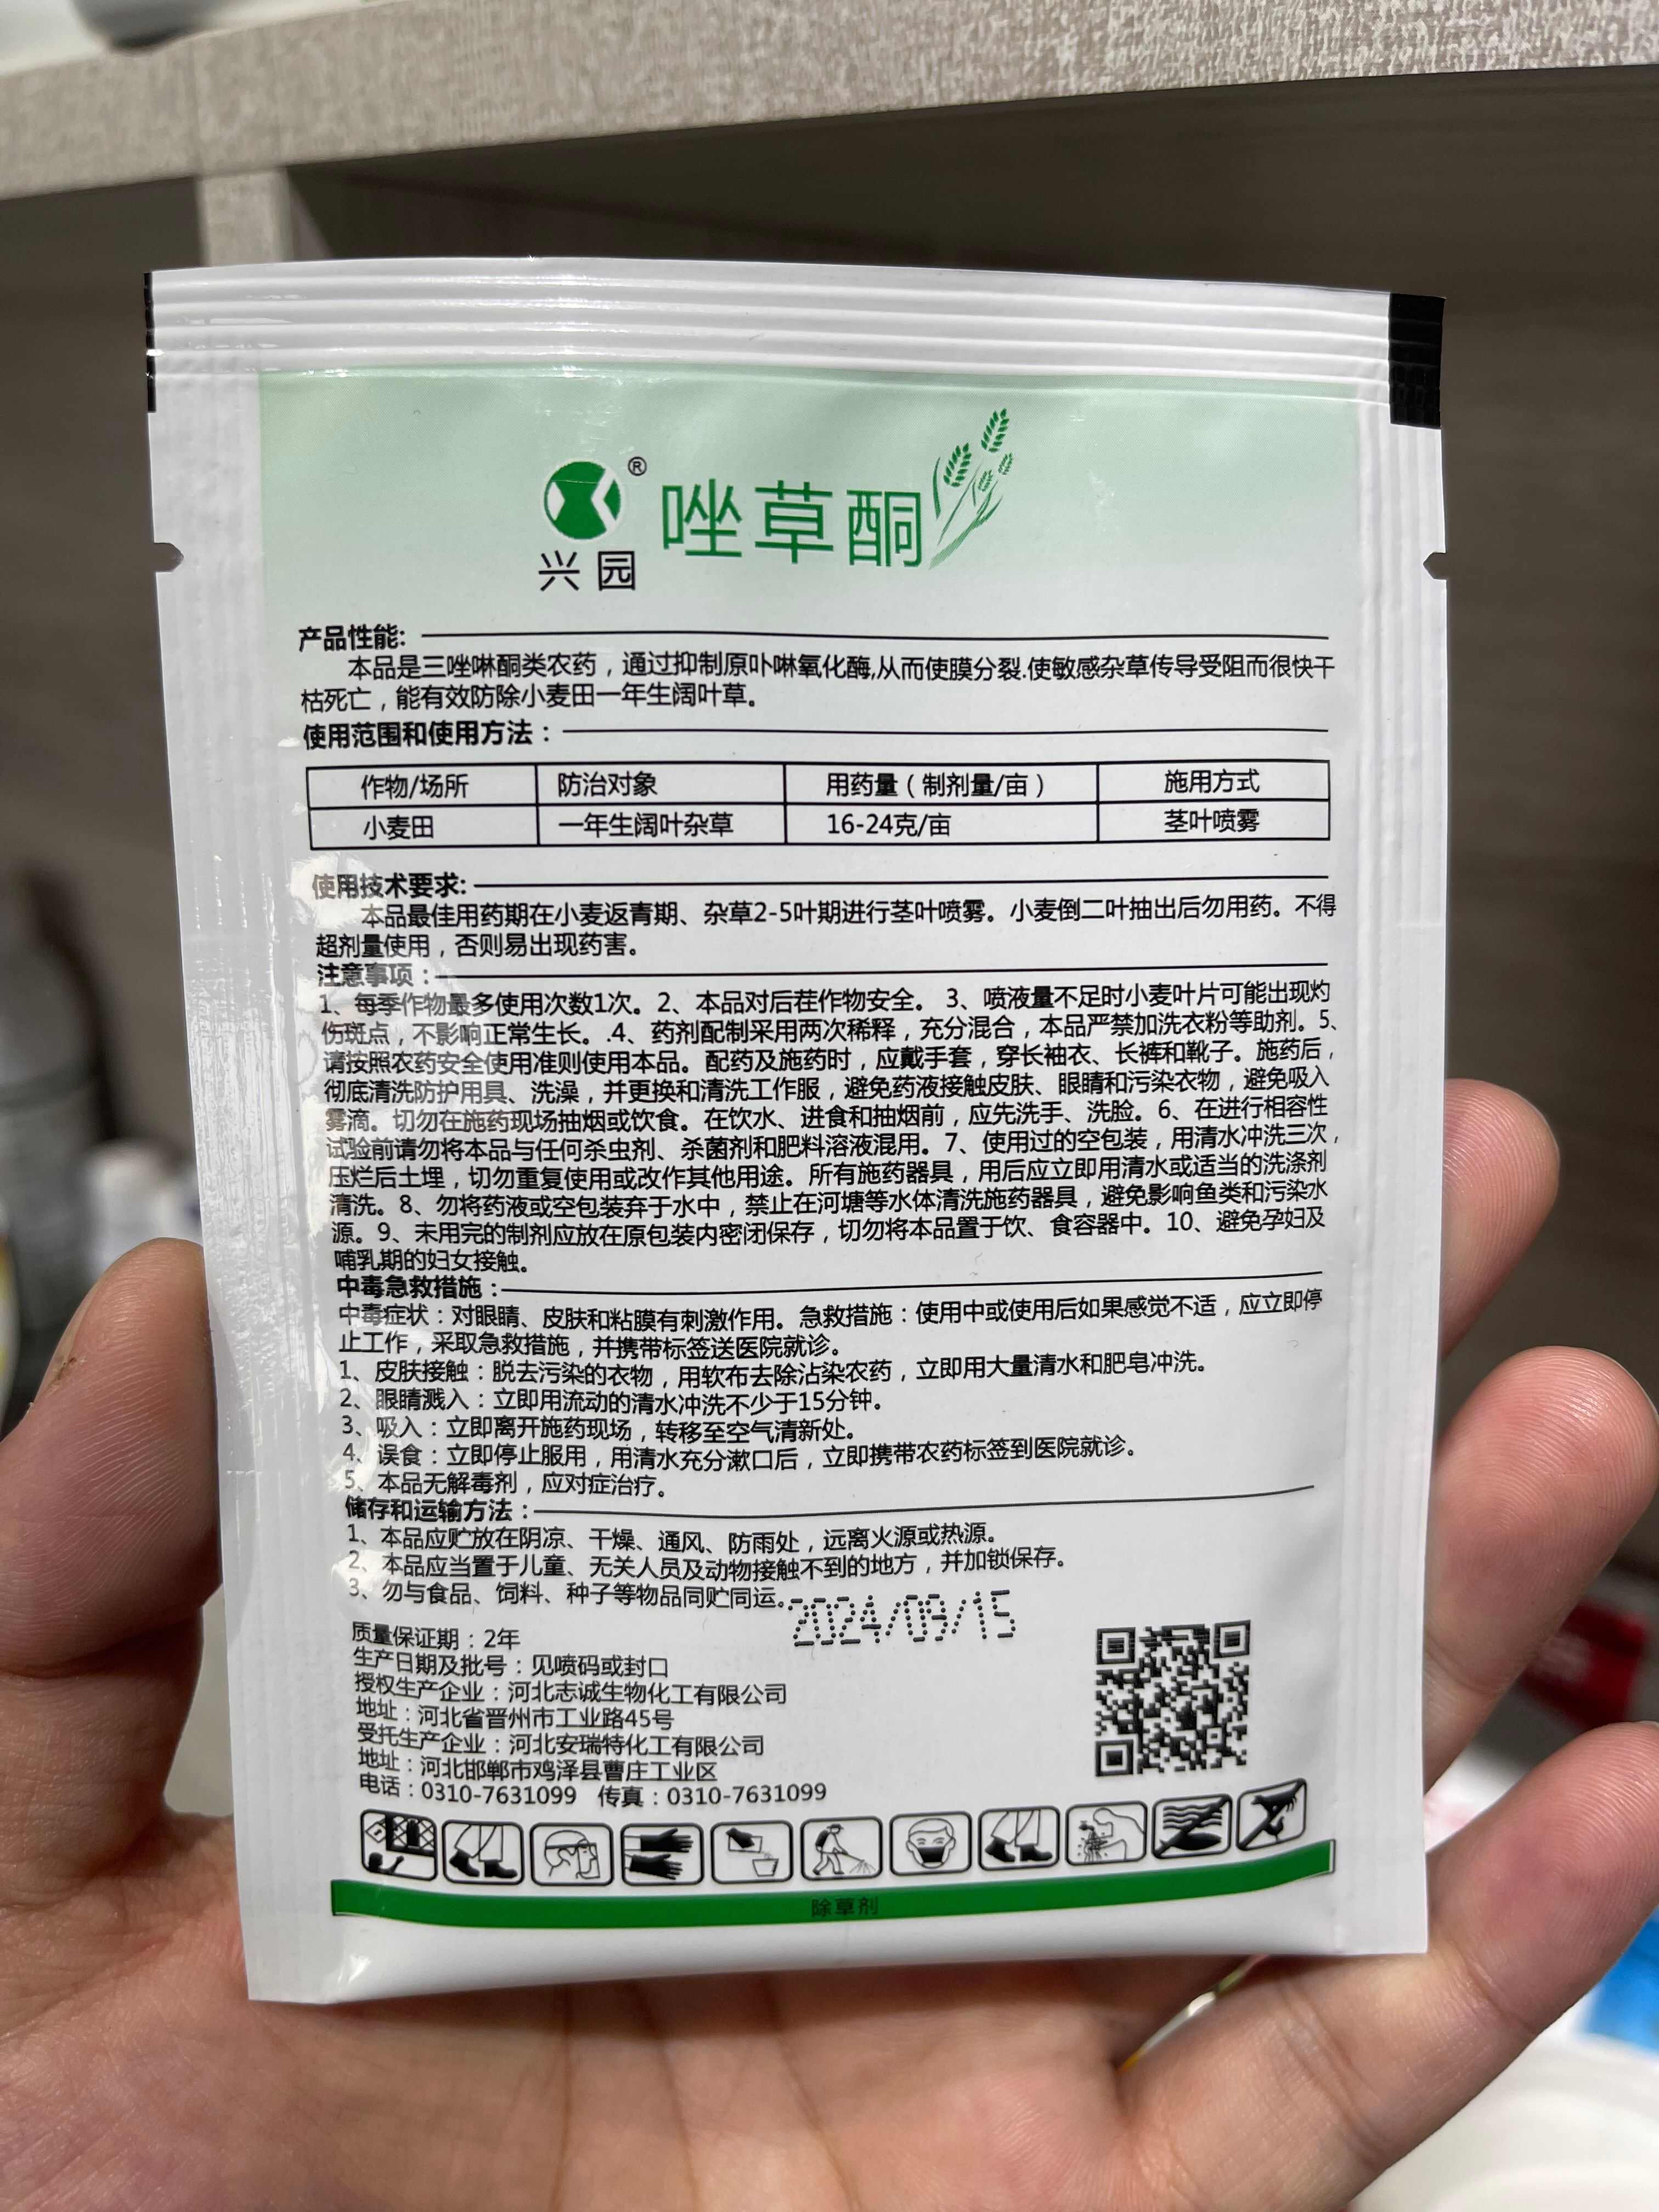 ®
兴园
唑草酮
产品性能:
本品是三唑啉酮类农药，通过抑制原卟啉氧化酶,从而使膜分裂.使敏感杂草传导受阻而很快干
枯死亡，能有效防除小麦田一年生阔叶草。
使用范围和使用方法：
作物/场所 防治对象 用药量（制剂量/亩） 施用方式
小麦田 一年生阔叶杂草 16-24克/亩 茎叶喷雾
使用技术要求:
本品最佳用药期在小麦返青期、杂草2-5叶期进行茎叶喷雾。小麦倒二叶抽出后勿用药。不得
超剂量使用，否则易出现药害。
注意事项：
1、每季作物最多使用次数1次。2、本品对后茬作物安全。 3、喷液量不足时小麦叶片可能出现灼
伤斑点，不影响正常生长。.4、药剂配制采用两次稀释，充分混合，本品严禁加洗衣粉等助剂。5、
请按照农药安全使用准则使用本品。配药及施药时，应戴手套，穿长袖衣、长裤和靴子。施药后，
彻底清洗防护用具、洗澡，并更换和清洗工作服，避免药液接触皮肤、眼睛和污染衣物，避免吸入
雾滴。切勿在施药现场抽烟或饮食。在饮水、进食和抽烟前，应先洗手、洗脸。6、在进行相容性
试验前请勿将本品与任何杀虫剂、杀菌剂和肥料溶液混用。7、使用过的空包装，用清水冲洗三次，
压烂后土埋，切勿重复使用或改作其他用途。所有施药器具，用后应立即用清水或适当的洗涤剂
清洗。8、勿将药液或空包装弃于水中，禁止在河塘等水体清洗施药器具，避免影响鱼类和污染水
源。9、未用完的制剂应放在原包装内密闭保存，切勿将本品置于饮、食容器中。10、避免孕妇及
哺乳期的妇女接触。
中毒急救措施：
中毒症状：对眼睛、皮肤和粘膜有刺激作用。急救措施：使用中或使用后如果感觉不适，应立即停
止工作，采取急救措施，并携带标签送医院就诊。
1、皮肤接触：脱去污染的衣物，用软布去除沾染农药，立即用大量清水和肥皂冲洗。
2、眼睛溅入：立即用流动的清水冲洗不少于15分钟。
3、吸入：立即离开施药现场，转移至空气清新处。
4、误食：立即停止服用，用清水充分漱口后，立即携带农药标签到医院就诊。
5、本品无解毒剂，应对症治疗。
储存和运输方法：
1、本品应贮放在阴凉、干燥、通风、防雨处，远离火源或热源。
2、本品应当置于儿童、无关人员及动物接触不到的地方，并加锁保存。
3、勿与食品、饲料、种子等物品同贮同运。
2024/09/15
质量保证期：2年
生产日期及批号：见喷码或封口
授权生产企业：河北志诚生物化工有限公司
地址：河北省晋州市工业路45号
受托生产企业：河北安瑞特化工有限公司
地址：河北邯郸市鸡泽县曹庄工业区
电话：0310-7631099 传真：0310-7631099
除草剂